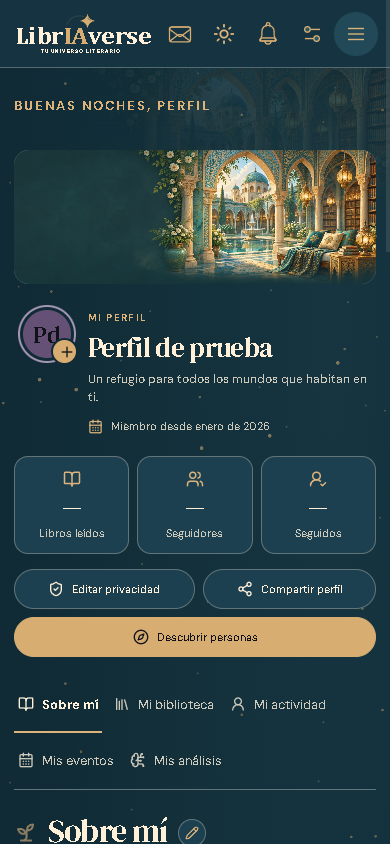 LibrIAverse
TU UNIVERSO LITERARIO
BUENAS NOCHES, PERFIL
Pd
MI PERFIL
Perfil de prueba
Un refugio para todos los mundos que habitan en
ti.
Miembro desde enero de 2026
— — —
Libros leídos Seguidores Seguidos
Editar privacidad Compartir perfil
Descubrir personas
Sobre mí Mi biblioteca Mi actividad
Mis eventos Mis análisis
Sobre mí